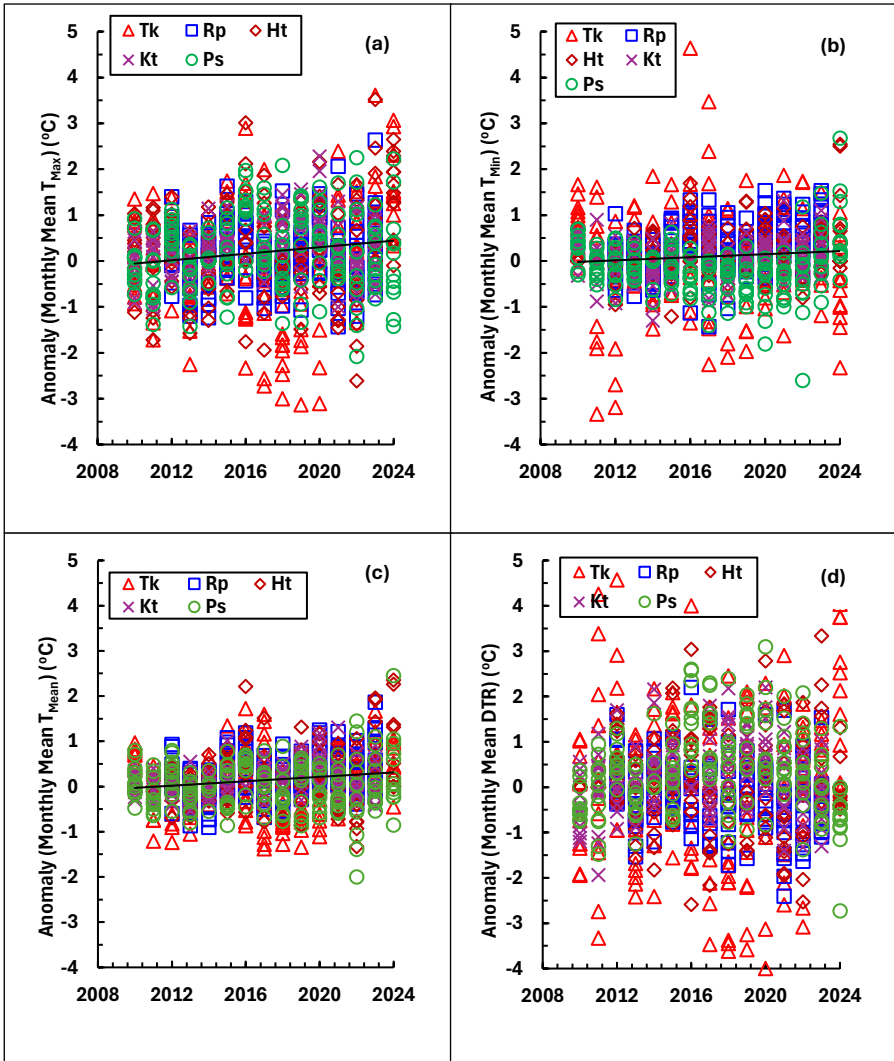 Tk Rp Ht
Kt Ps
(a)
Anomaly (Monthly Mean T_Max) (ºC)
5
4
3
2
1
0
-1
-2
-3
-4
2008 2012 2016 2020 2024
Tk Rp
Ht Kt
Ps
(b)
Anomaly (Monthly Mean T_Min) (ºC)
5
4
3
2
1
0
-1
-2
-3
-4
2008 2012 2016 2020 2024
Tk Rp Ht
Kt Ps
(c)
Anomaly (Monthly Mean T_Mean) (ºC)
5
4
3
2
1
0
-1
-2
-3
-4
2008 2012 2016 2020 2024
Tk Rp Ht
Kt Ps
(d)
Anomaly (Monthly Mean DTR) (ºC)
5
4
3
2
1
0
-1
-2
-3
-4
2008 2012 2016 2020 2024